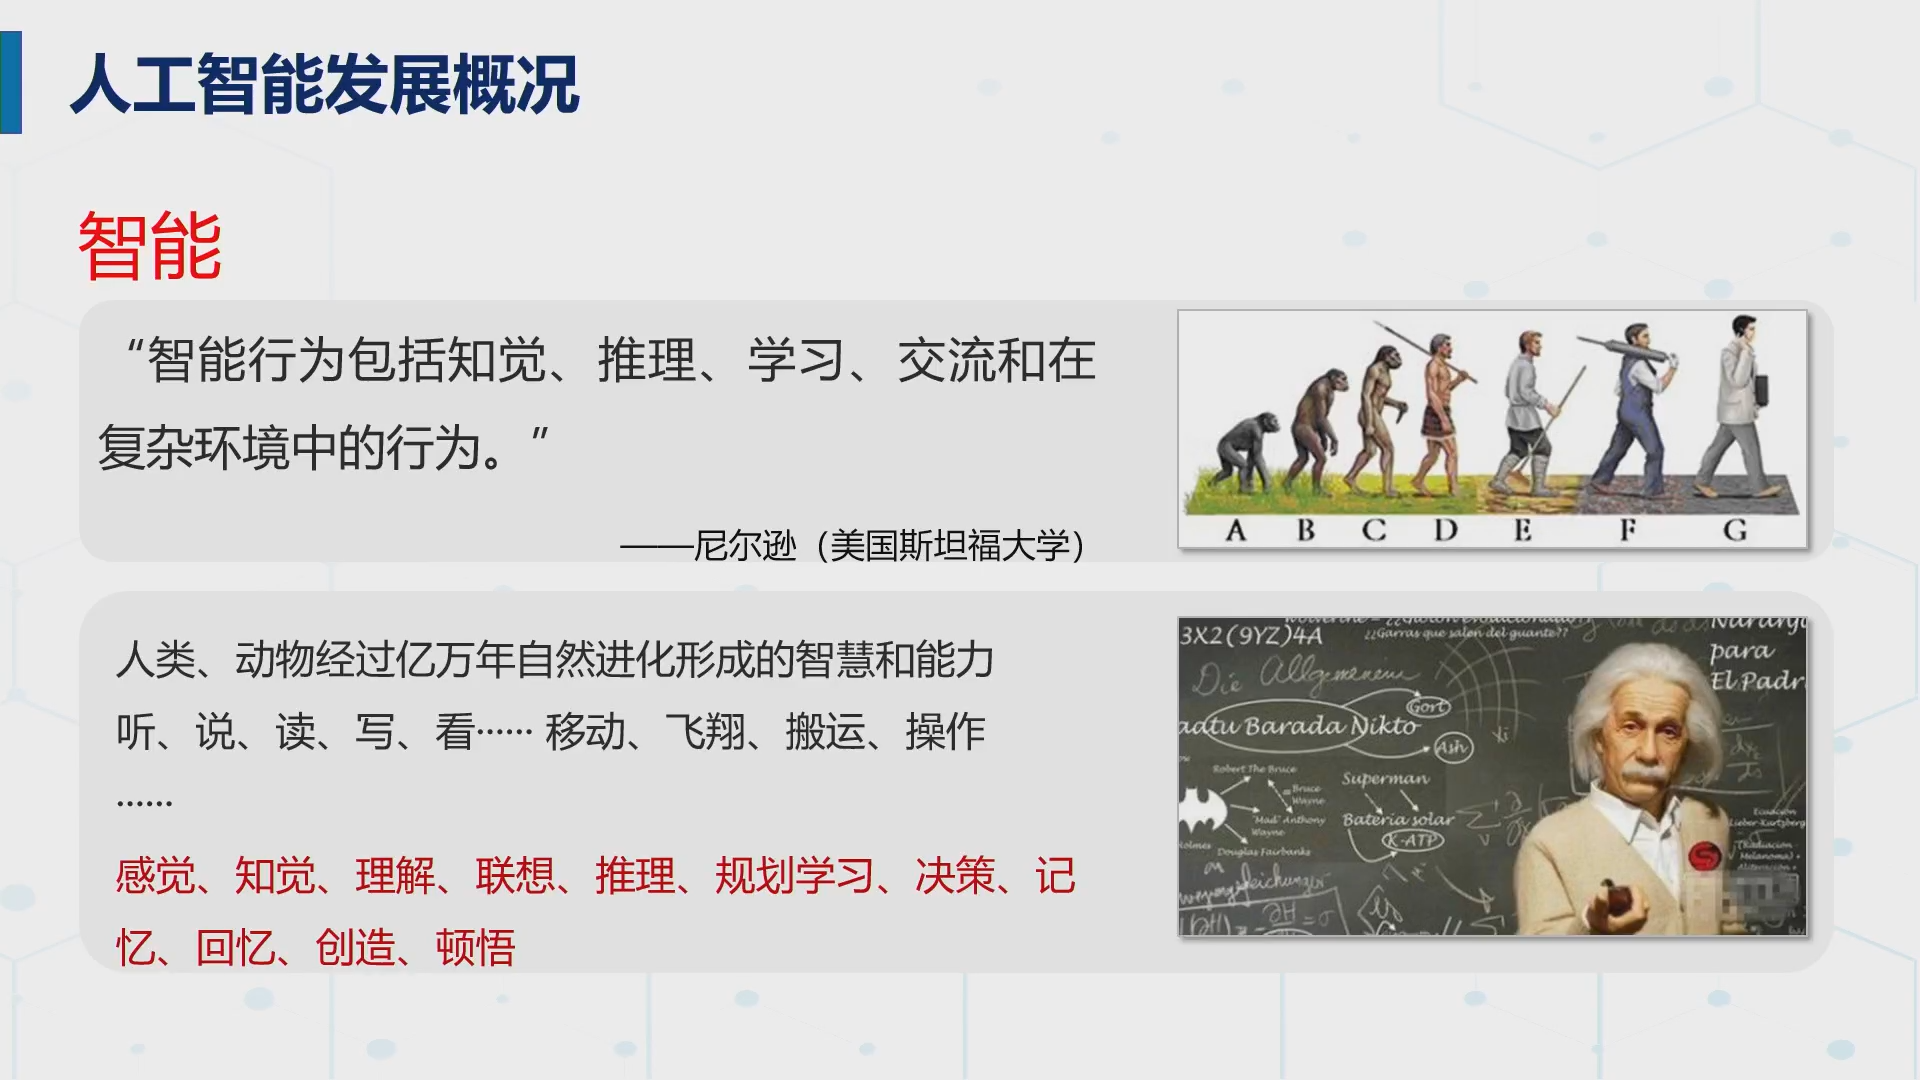 人工智能发展概况
智能
“智能行为包括知觉、推理、学习、交流和在
复杂环境中的行为。”
——尼尔逊（美国斯坦福大学）
A B C D E F G
人类、动物经过亿万年自然进化形成的智慧和能力
听、说、读、写、看······ 移动、飞翔、搬运、操作
······
感觉、知觉、理解、联想、推理、规划学习、决策、记
忆、回忆、创造、顿悟
3X2(9YZ)4A
¿¿Garras que salen del guante??
Naranja
para
El Padr
Die Allgemeinen
Gort
aatu Barada Nikto
Ash
Robert The Bruce
Superman
=Bruce
Wayne
"Mad" Anthony
Wayne
Bateria solar
K-ATP
Holmes
Douglas Fairbanks